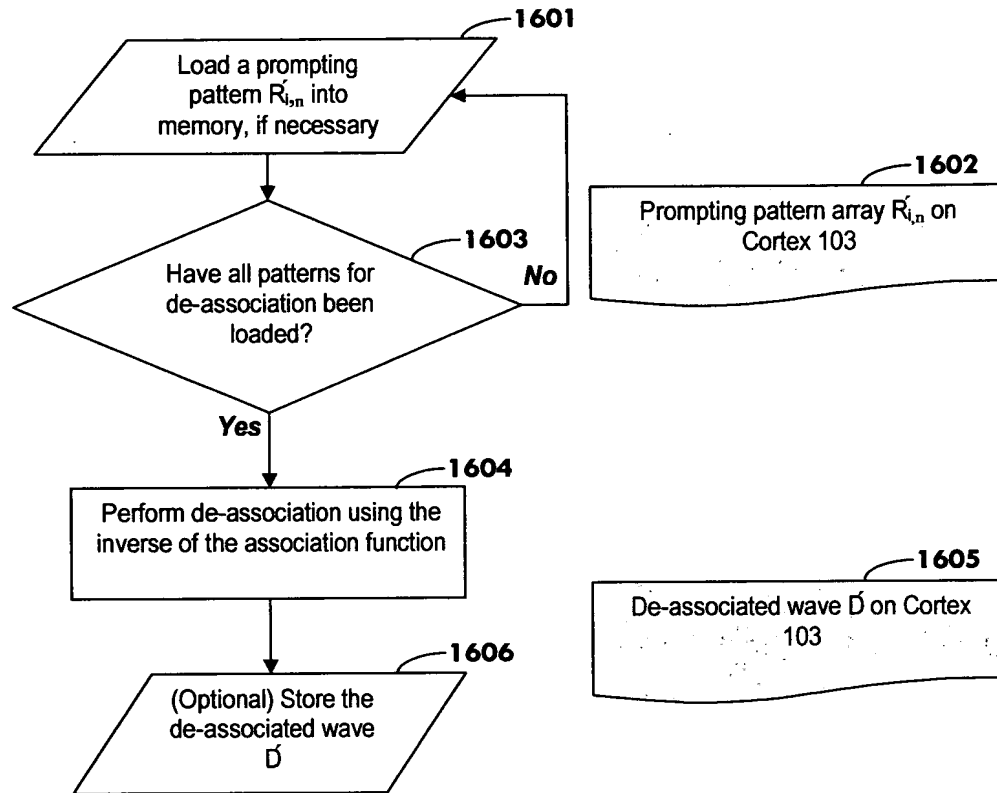 1601
Load a prompting
pattern Ŕi,n into
memory, if necessary
1602
Prompting pattern array Ŕi,n on
Cortex 103
1603
Have all patterns for
de-association been
loaded?
No
Yes
1604
Perform de-association using the
inverse of the association function
1605
De-associated wave D́ on Cortex
103
1606
(Optional) Store the
de-associated wave
D́